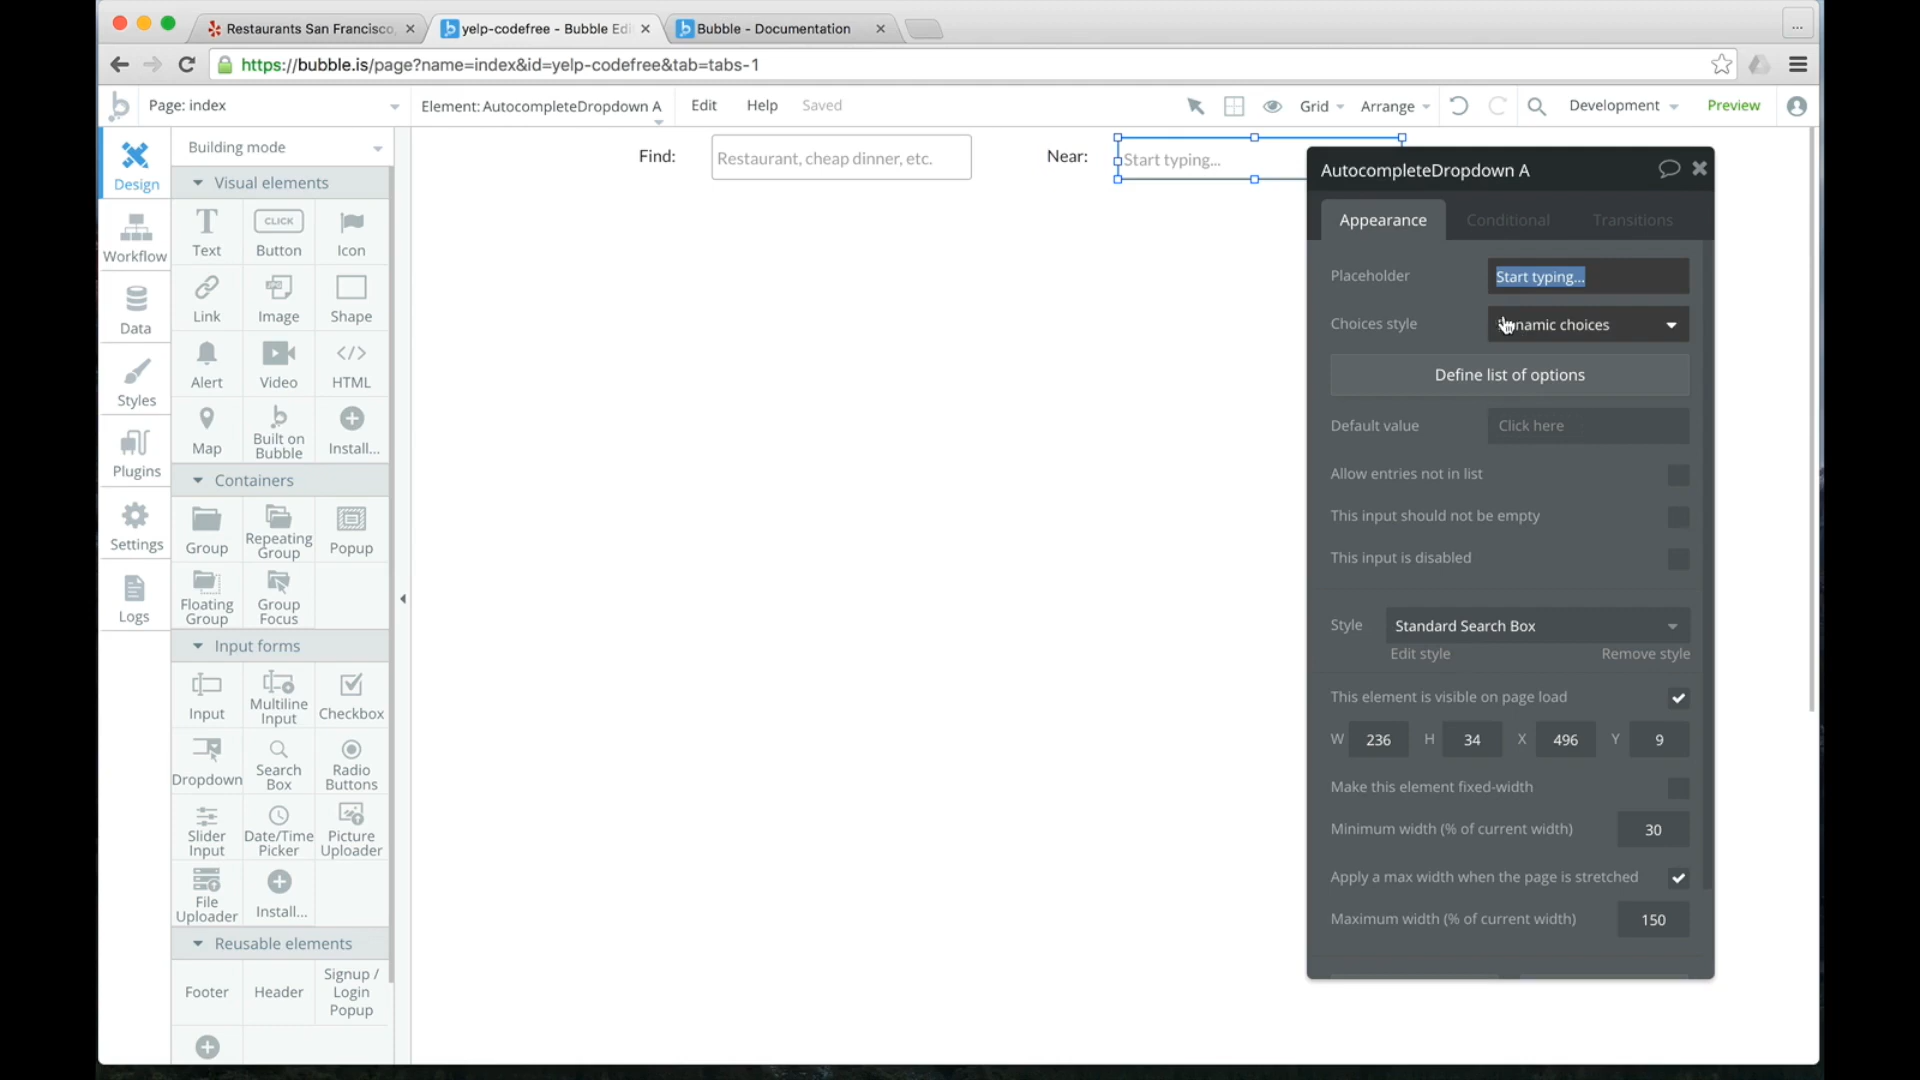 Restaurants San Francisco,
yelp-codefree - Bubble Edi
Bubble - Documentation
...
https://bubble.is/page?name=index&id=yelp-codefree&tab=tabs-1
Page: index
Element: AutocompleteDropdown A
Edit
Help
Saved
Grid
Arrange
Development
Preview
Design
Workflow
Data
Styles
Plugins
Settings
Logs
Building mode
Visual elements
Text
CLICK
Button
Icon
Link
Image
Shape
Alert
Video
HTML
Map
Built on
Bubble
Install...
Containers
Group
Repeating
Group
Popup
Floating
Group
Group
Focus
Input forms
Input
Multiline
Input
Checkbox
Dropdown
Search
Box
Radio
Buttons
Slider
Input
Date/Time
Picker
Picture
Uploader
File
Uploader
Install...
Reusable elements
Footer
Header
Signup /
Login
Popup
Find:
Restaurant, cheap dinner, etc.
Near:
Start typing...
AutocompleteDropdown A
Appearance
Conditional
Transitions
Placeholder
Start typing...
Choices style
namic choices
Define list of options
Default value
Click here
Allow entries not in list
This input should not be empty
This input is disabled
Style
Standard Search Box
Edit style
Remove style
This element is visible on page load
W 236 H 34 X 496 Y 9
Make this element fixed-width
Minimum width (% of current width) 30
Apply a max width when the page is stretched
Maximum width (% of current width) 150